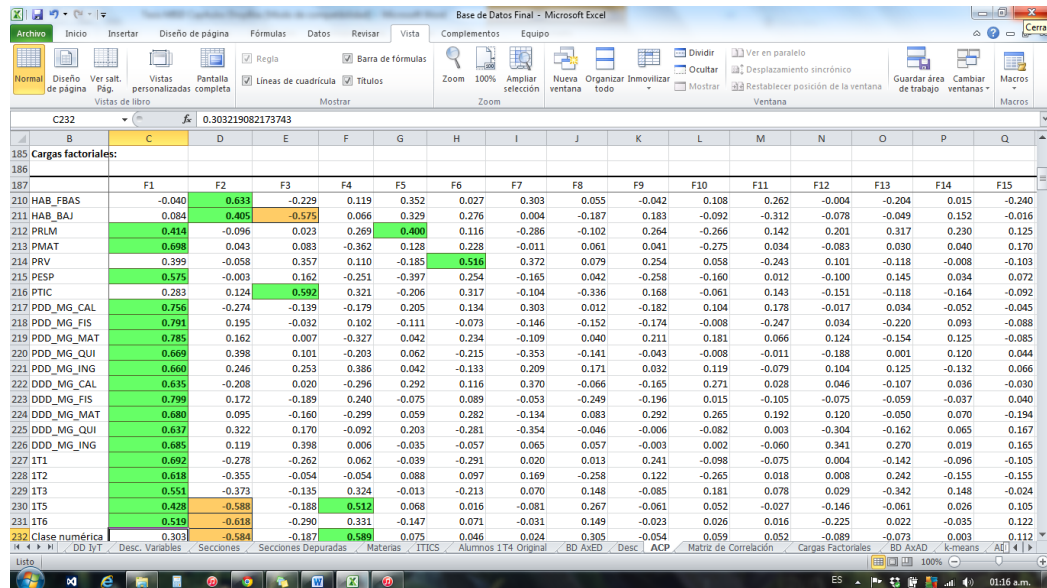 Base de Datos Final - Microsoft Excel
Cerra
Archivo Inicio Insertar Diseño de página Fórmulas Datos Revisar Vista Complementos Equipo
Normal Diseño de página Ver salt. Pág. Vistas personalizadas Pantalla completa
Regla Barra de fórmulas
Líneas de cuadrícula Títulos
Zoom 100% Ampliar selección
Nueva ventana Organizar todo Inmovilizar
Dividir Ocultar Mostrar
Ver en paralelo
Desplazamiento sincrónico
Restablecer posición de la ventana
Guardar área de trabajo Cambiar ventanas Macros
Vistas de libro Mostrar Zoom Ventana Macros
C232 fx 0.303219082173743
B C D E F G H I J K L M N O P Q
185 Cargas factoriales:
186
187 F1 F2 F3 F4 F5 F6 F7 F8 F9 F10 F11 F12 F13 F14 F15
210 HAB_FBAS -0.040 0.633 -0.229 0.119 0.352 0.027 0.303 0.055 -0.042 0.108 0.262 -0.004 -0.204 0.015 -0.240
211 HAB_BAJ 0.084 0.405 -0.575 0.066 0.329 0.276 0.004 -0.187 0.183 -0.092 -0.312 -0.078 -0.049 0.152 -0.016
212 PRLM 0.414 -0.096 0.023 0.269 0.400 0.116 -0.286 -0.102 0.264 -0.266 0.142 0.201 0.317 0.230 0.125
213 PMAT 0.698 0.043 0.083 -0.362 0.128 0.228 -0.011 0.061 0.041 -0.275 0.034 -0.083 0.030 0.040 0.170
214 PRV 0.399 -0.058 0.357 0.110 -0.185 0.516 0.372 0.079 0.254 0.058 -0.243 0.101 -0.118 -0.008 -0.103
215 PESP 0.575 -0.003 0.162 -0.251 -0.397 0.254 -0.165 0.042 -0.258 -0.160 0.012 -0.100 0.145 0.034 0.072
216 PTIC 0.283 0.124 0.592 0.321 -0.206 0.317 -0.104 -0.336 0.168 -0.061 0.143 -0.151 -0.118 -0.164 -0.092
217 PDD_MG_CAL 0.756 -0.274 -0.139 -0.179 0.205 0.134 0.303 0.012 -0.182 0.104 0.178 -0.017 0.034 -0.052 -0.045
218 PDD_MG_FIS 0.791 0.195 -0.032 0.102 -0.111 -0.073 -0.146 -0.152 -0.174 -0.008 -0.247 0.034 -0.220 0.093 -0.088
219 PDD_MG_MAT 0.785 0.162 0.007 -0.327 0.042 0.234 -0.109 0.040 0.211 0.181 0.066 0.124 -0.154 0.125 -0.085
220 PDD_MG_QUI 0.669 0.398 0.101 -0.203 0.062 -0.215 -0.353 -0.141 -0.043 -0.008 -0.011 -0.188 0.001 0.120 0.044
221 PDD_MG_ING 0.660 0.246 0.253 0.386 0.042 -0.133 0.209 0.171 0.032 0.119 -0.079 0.104 0.125 -0.132 0.066
222 DDD_MG_CAL 0.635 -0.208 0.020 -0.296 0.292 0.116 0.370 -0.066 -0.165 0.271 0.028 0.046 -0.107 0.036 -0.030
223 DDD_MG_FIS 0.799 0.172 -0.189 0.240 -0.075 0.089 -0.053 -0.249 -0.196 0.015 -0.105 -0.075 -0.059 -0.037 0.040
224 DDD_MG_MAT 0.680 0.095 -0.160 -0.299 0.059 0.282 -0.134 0.083 0.292 0.265 0.192 0.120 -0.050 0.070 -0.194
225 DDD_MG_QUI 0.637 0.322 0.170 -0.092 0.203 -0.281 -0.354 -0.046 -0.006 -0.082 0.003 -0.304 -0.162 0.065 0.167
226 DDD_MG_ING 0.685 0.119 0.398 0.006 -0.035 -0.057 0.065 0.057 -0.003 0.002 -0.060 0.341 0.270 0.019 0.165
227 1T1 0.692 -0.278 -0.262 0.062 -0.039 -0.291 0.020 0.013 0.241 -0.098 -0.075 0.004 -0.142 -0.096 -0.105
228 1T2 0.618 -0.355 -0.054 -0.054 0.088 0.097 0.169 -0.258 0.122 -0.265 0.018 0.008 0.242 -0.155 -0.155
229 1T3 0.551 -0.373 -0.135 0.324 -0.013 -0.213 0.070 0.148 -0.085 0.181 0.078 0.029 -0.342 0.148 -0.024
230 1T5 0.428 -0.588 -0.188 0.512 0.068 0.016 -0.081 0.267 -0.061 0.052 -0.027 -0.146 -0.061 0.026 0.105
231 1T6 0.519 -0.618 -0.290 0.331 -0.147 0.071 -0.031 0.149 -0.023 0.026 0.016 -0.225 0.022 -0.035 0.122
232 Clase numérica 0.303 -0.584 -0.187 0.589 0.075 0.046 0.024 0.305 -0.054 0.059 0.052 -0.089 -0.073 0.003 0.112
DD IyT Desc. Variables Secciones Secciones Depuradas Materias ITICS Alumnos 1T4 Original BD AxED Desc ACP Matriz de Correlación Cargas Factoriales BD AxAD k-means
Listo 100%
ES 01:16 a.m.